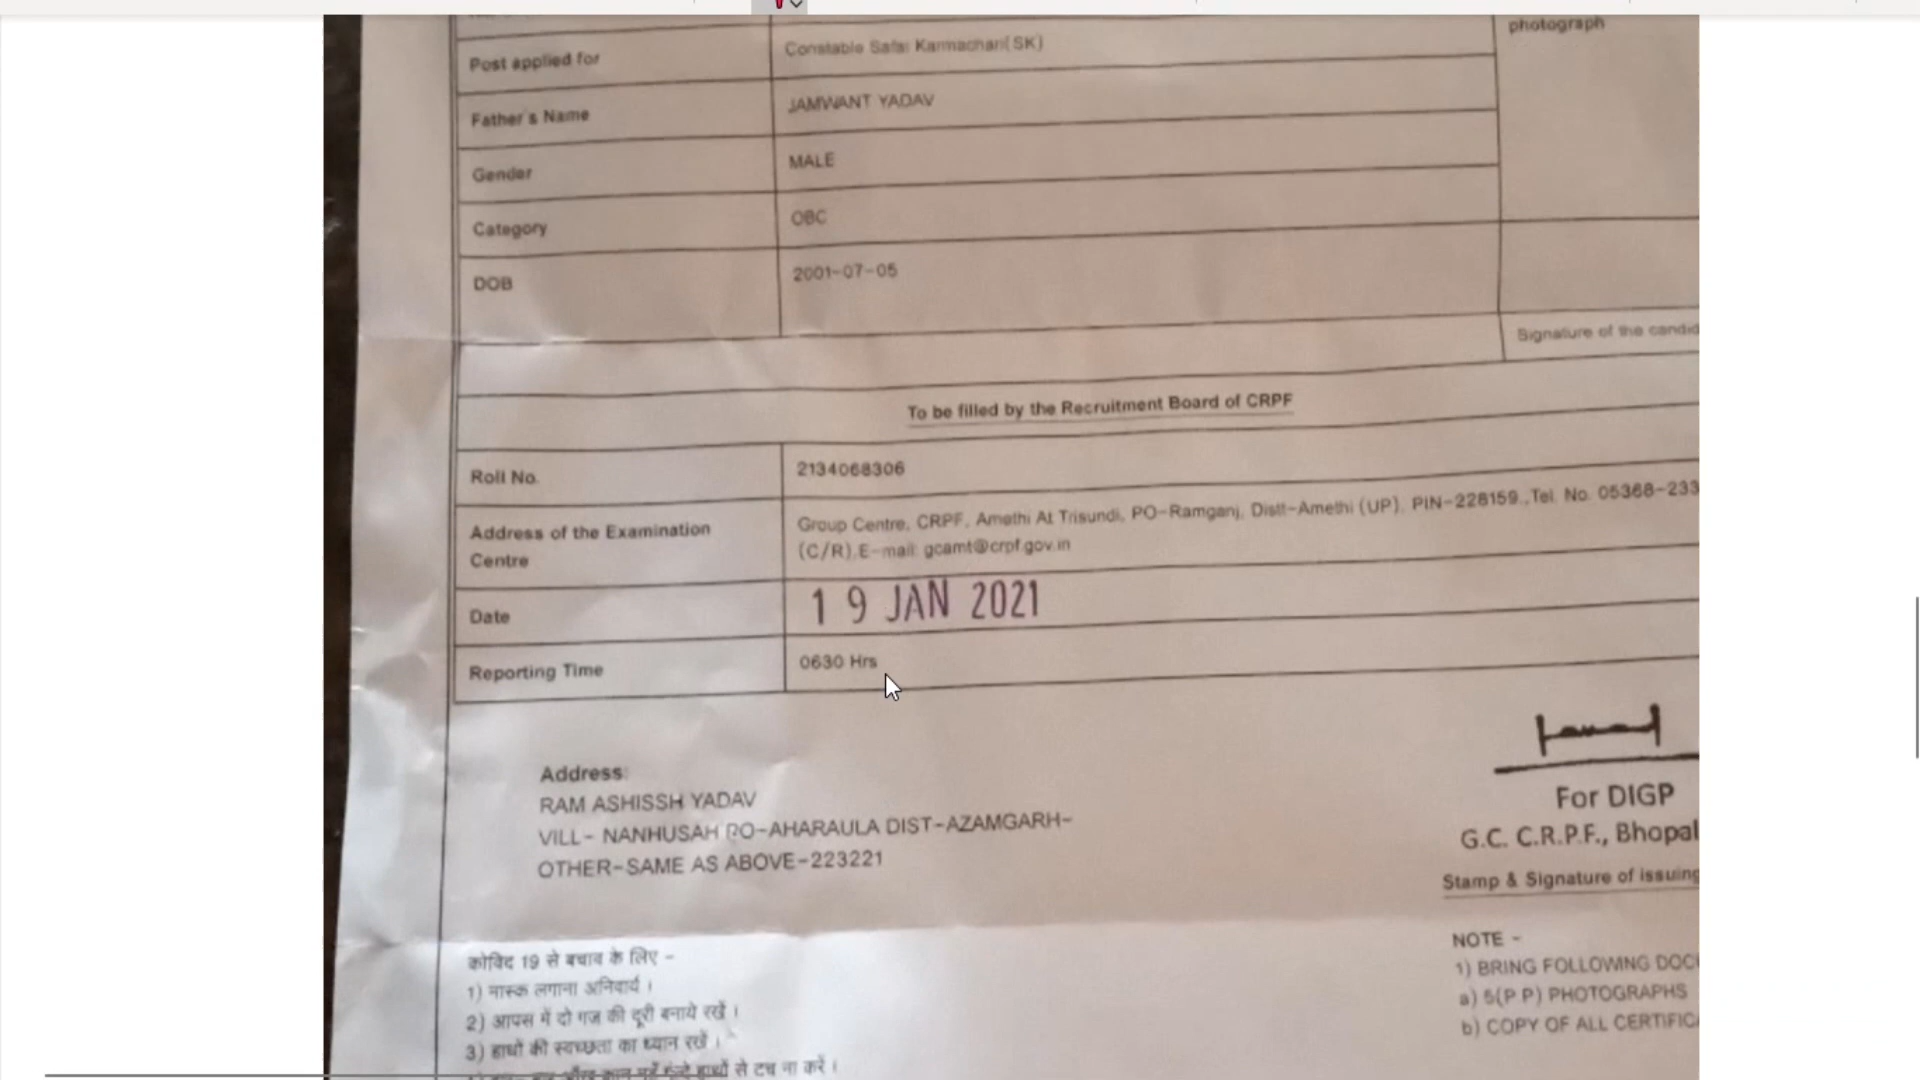 photograph
Post applied for
Constable Safai Karmachari(SK)
Father's Name
JAMWANT YADAV
Gender
MALE
Category
OBC
DOB
2001-07-05
Signature of the candid
To be filled by the Recruitment Board of CRPF
Roll No.
2134068306
Address of the Examination
Centre
Group Centre, CRPF, Amethi At Trisundi, PO-Ramganj, Distt-Amethi (UP), PIN-228159.,Tel. No. 05368-233
(C/R),E-mail: gcamt@crpf.gov.in
Date
1 9 JAN 2021
Reporting Time
0630 Hrs
Address:
RAM ASHISSH YADAV
VILL- NANHUSAH PO-AHARAULA DIST-AZAMGARH-
OTHER-SAME AS ABOVE-223221
For DIGP
G.C. C.R.P.F., Bhopal
Stamp & Signature of issuing
कोविद 19 से बचाव के लिए -
1) मास्क लगाना अनिवार्य ।
2) आपस में दो गज की दूरी बनाये रखें ।
3) हाथो की स्वच्छता का ध्यान रखें ।
हाथों से टच ना करें ।
NOTE -
1) BRING FOLLOWING DOC
a) 5(P P) PHOTOGRAPHS
b) COPY OF ALL CERTIFIC